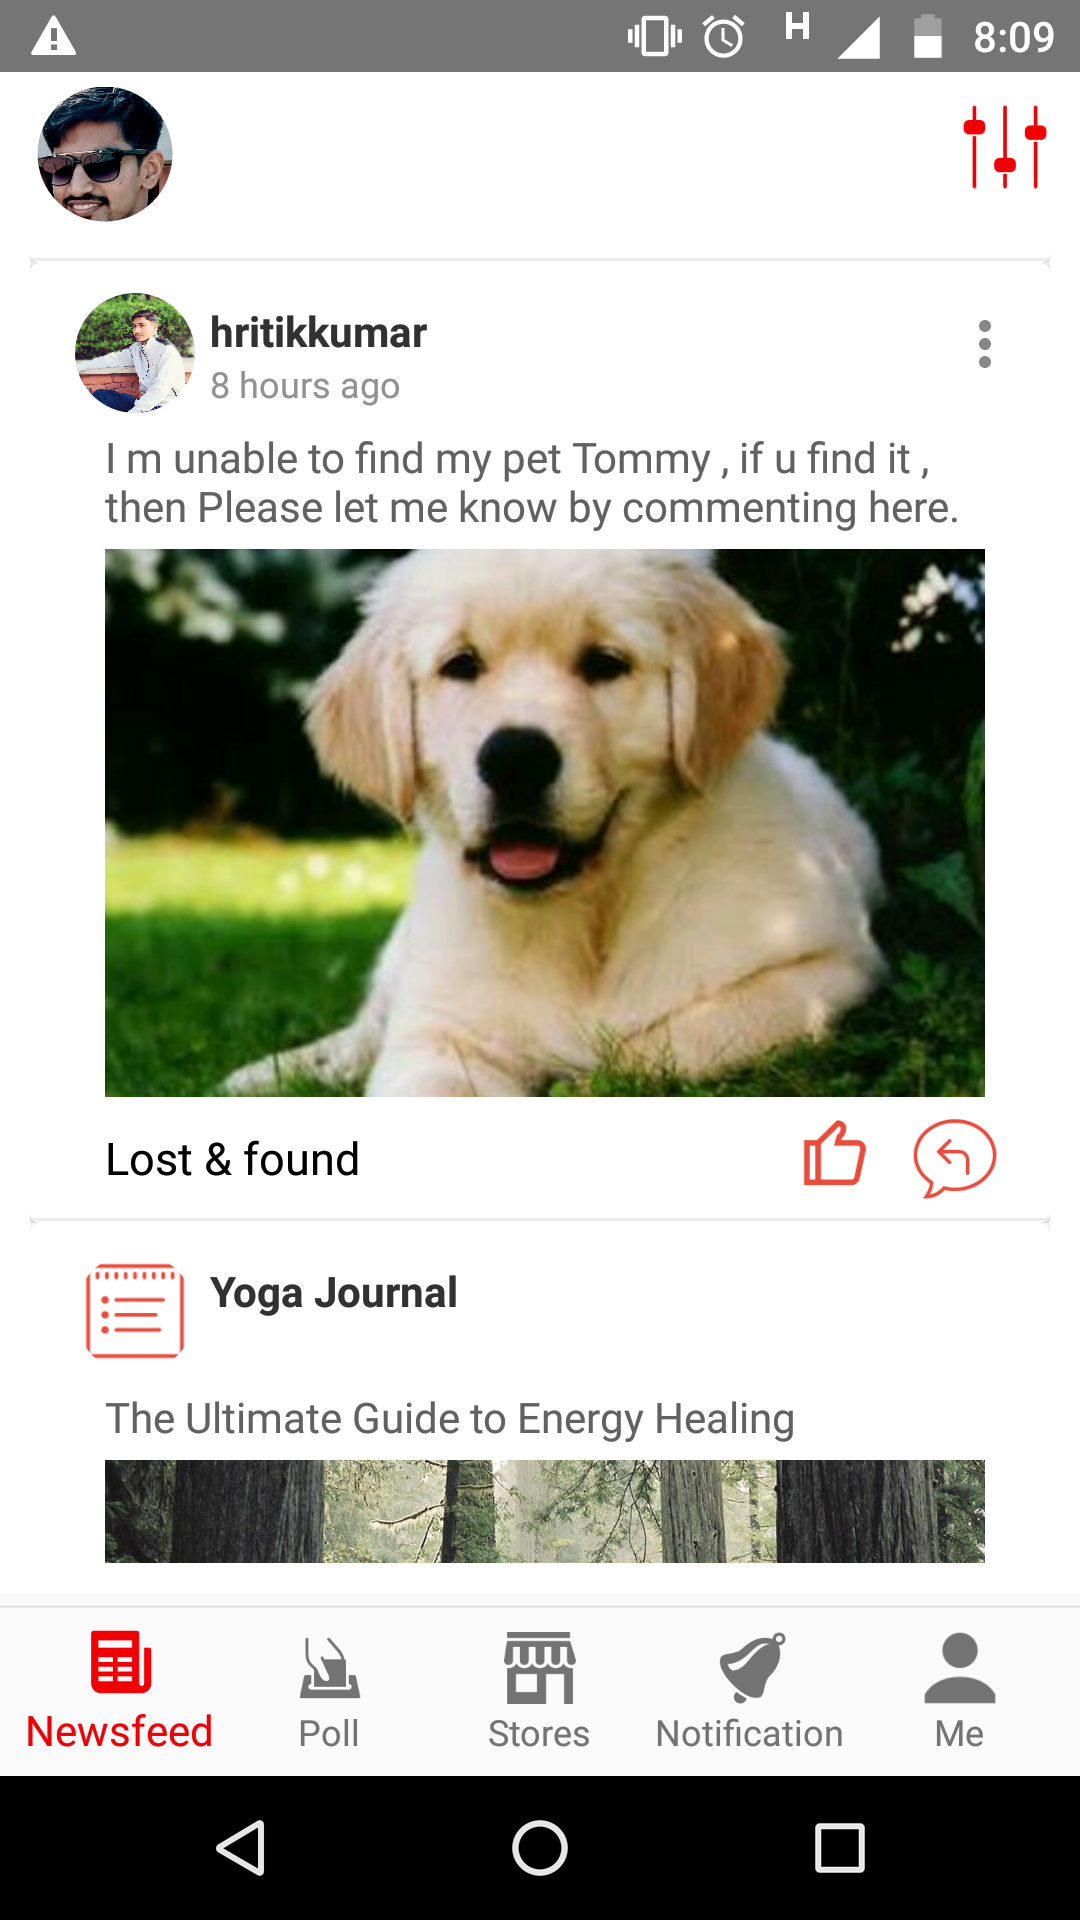 H 8:09
hritikkumar
8 hours ago
I m unable to find my pet Tommy , if u find it ,
then Please let me know by commenting here.
Lost & found
Yoga Journal
The Ultimate Guide to Energy Healing
Newsfeed Poll Stores Notification Me